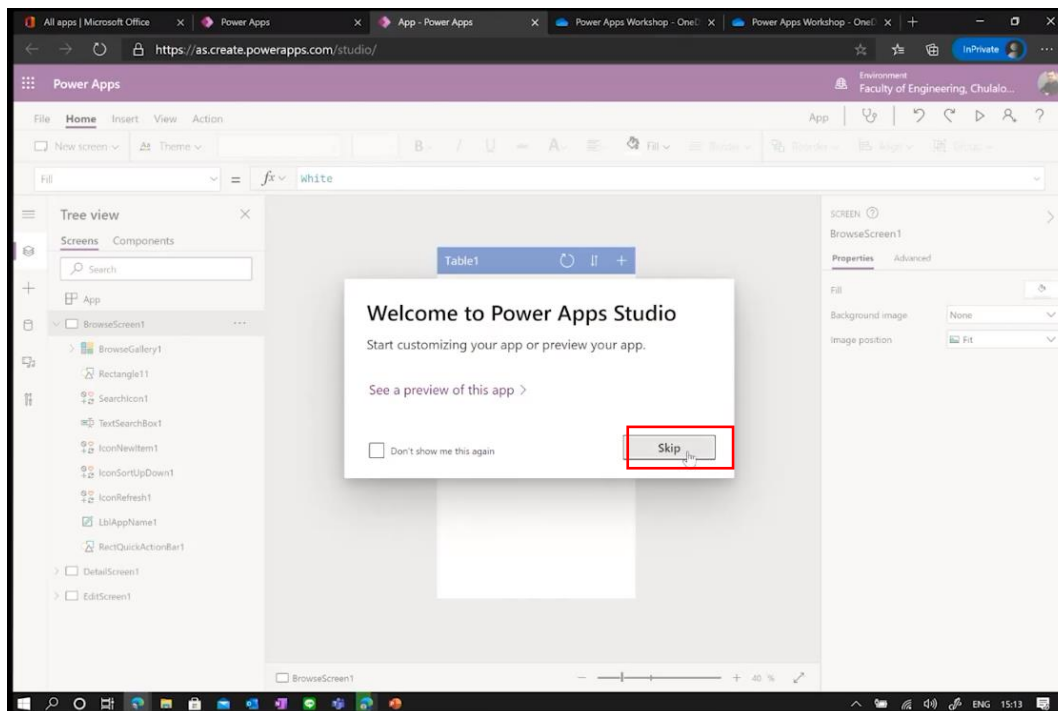 All apps | Microsoft Office
Power Apps
App - Power Apps
Power Apps Workshop - OneD
Power Apps Workshop - OneD
https://as.create.powerapps.com/studio/
InPrivate
Power Apps
Environment
Faculty of Engineering, Chulalo...
File Home Insert View Action
App
New screen
Theme
B I U A
Fill
Reorder
Align
Group
Fill
= fx White
Tree view
Screens Components
Search
App
BrowseScreen1
BrowseGallery1
Rectangle11
SearchIcon1
TextSearchBox1
IconNewItem1
IconSortUpDown1
IconRefresh1
LblAppName1
RectQuickActionBar1
DetailScreen1
EditScreen1
Table1
Welcome to Power Apps Studio
Start customizing your app or preview your app.
See a preview of this app >
Don't show me this again
Skip
SCREEN
BrowseScreen1
Properties Advanced
Fill
Background image None
Image position Fit
BrowseScreen1
40 %
ENG 15:13